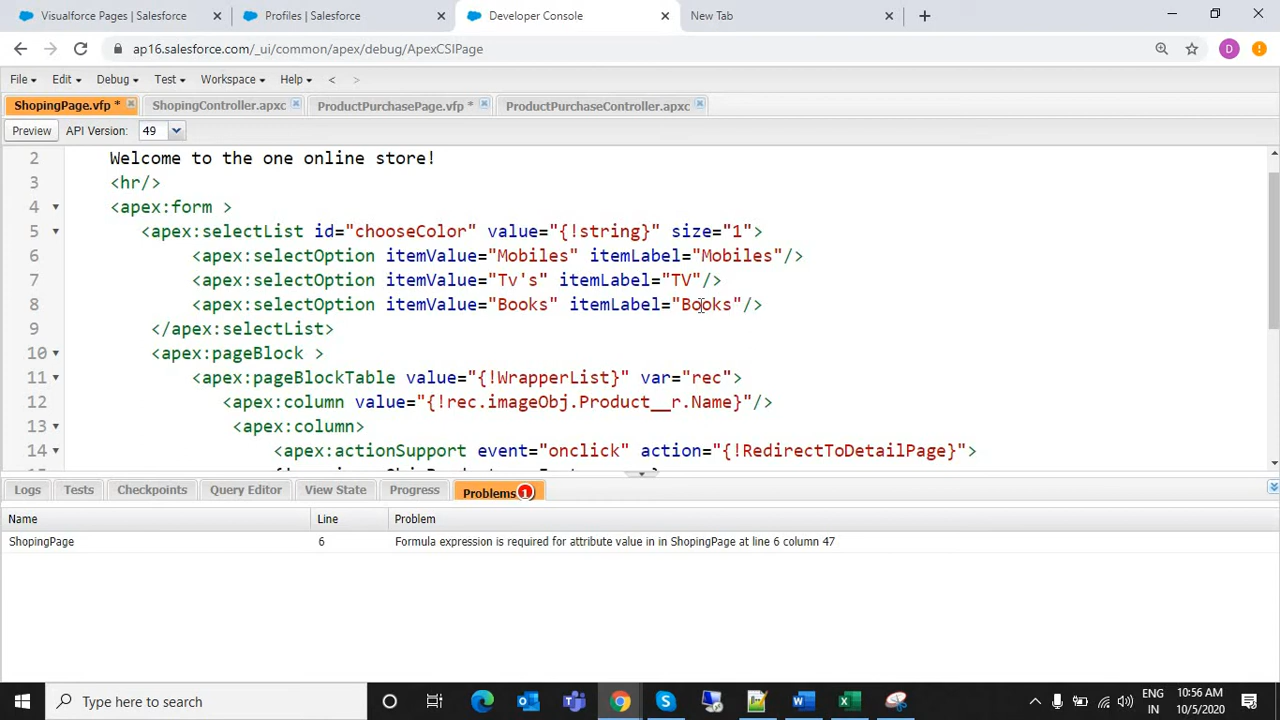 Visualforce Pages | Salesforce
Profiles | Salesforce
Developer Console
New Tab
ap16.salesforce.com/_ui/common/apex/debug/ApexCSIPage
D
File Edit Debug Test Workspace Help < >
ShopingPage.vfp * ShopingController.apxc ProductPurchasePage.vfp * ProductPurchaseController.apxc
Preview API Version: 49
2 Welcome to the one online store!
3 <hr/>
4 <apex:form >
5 <apex:selectList id="chooseColor" value="{!string}" size="1">
6 <apex:selectOption itemValue="Mobiles" itemLabel="Mobiles"/>
7 <apex:selectOption itemValue="Tv's" itemLabel="TV"/>
8 <apex:selectOption itemValue="Books" itemLabel="Books"/>
9 </apex:selectList>
10 <apex:pageBlock >
11 <apex:pageBlockTable value="{!WrapperList}" var="rec">
12 <apex:column value="{!rec.imageObj.Product__r.Name}"/>
13 <apex:column>
14 <apex:actionSupport event="onclick" action="{!RedirectToDetailPage}">
Logs Tests Checkpoints Query Editor View State Progress Problems 1
Name Line Problem
ShopingPage 6 Formula expression is required for attribute value in in ShopingPage at line 6 column 47
Type here to search
ENG 10:56 AM
IN 10/5/2020